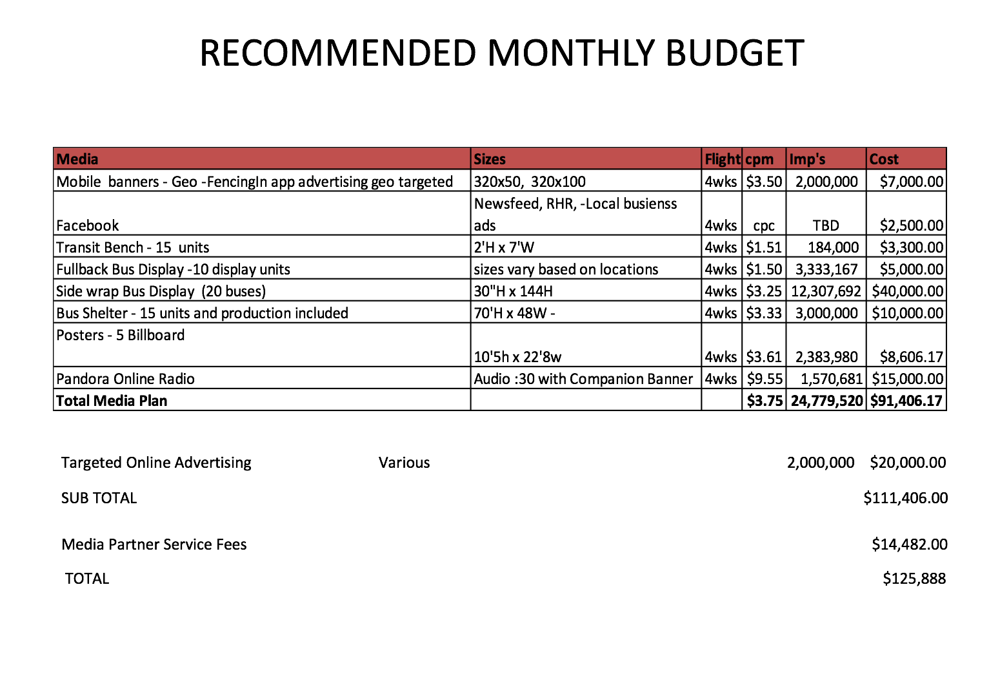 RECOMMENDED MONTHLY BUDGET
Media Sizes Flight cpm Imp's Cost
Mobile  banners - Geo -FencingIn app advertising geo targeted 320x50,  320x100 4wks $3.50 2,000,000 $7,000.00
Newsfeed, RHR, -Local busienss
Facebook ads 4wks cpc TBD $2,500.00
Transit Bench - 15  units 2'H x 7'W 4wks $1.51 184,000 $3,300.00
Fullback Bus Display -10 display units sizes vary based on locations 4wks $1.50 3,333,167 $5,000.00
Side wrap Bus Display  (20 buses) 30"H x 144H 4wks $3.25 12,307,692 $40,000.00
Bus Shelter - 15 units and production included 70'H x 48W - 4wks $3.33 3,000,000 $10,000.00
Posters - 5 Billboard
10'5h x 22'8w 4wks $3.61 2,383,980 $8,606.17
Pandora Online Radio Audio :30 with Companion Banner 4wks $9.55 1,570,681 $15,000.00
Total Media Plan $3.75 24,779,520 $91,406.17
Targeted Online Advertising Various 2,000,000 $20,000.00
SUB TOTAL $111,406.00
Media Partner Service Fees $14,482.00
TOTAL $125,888